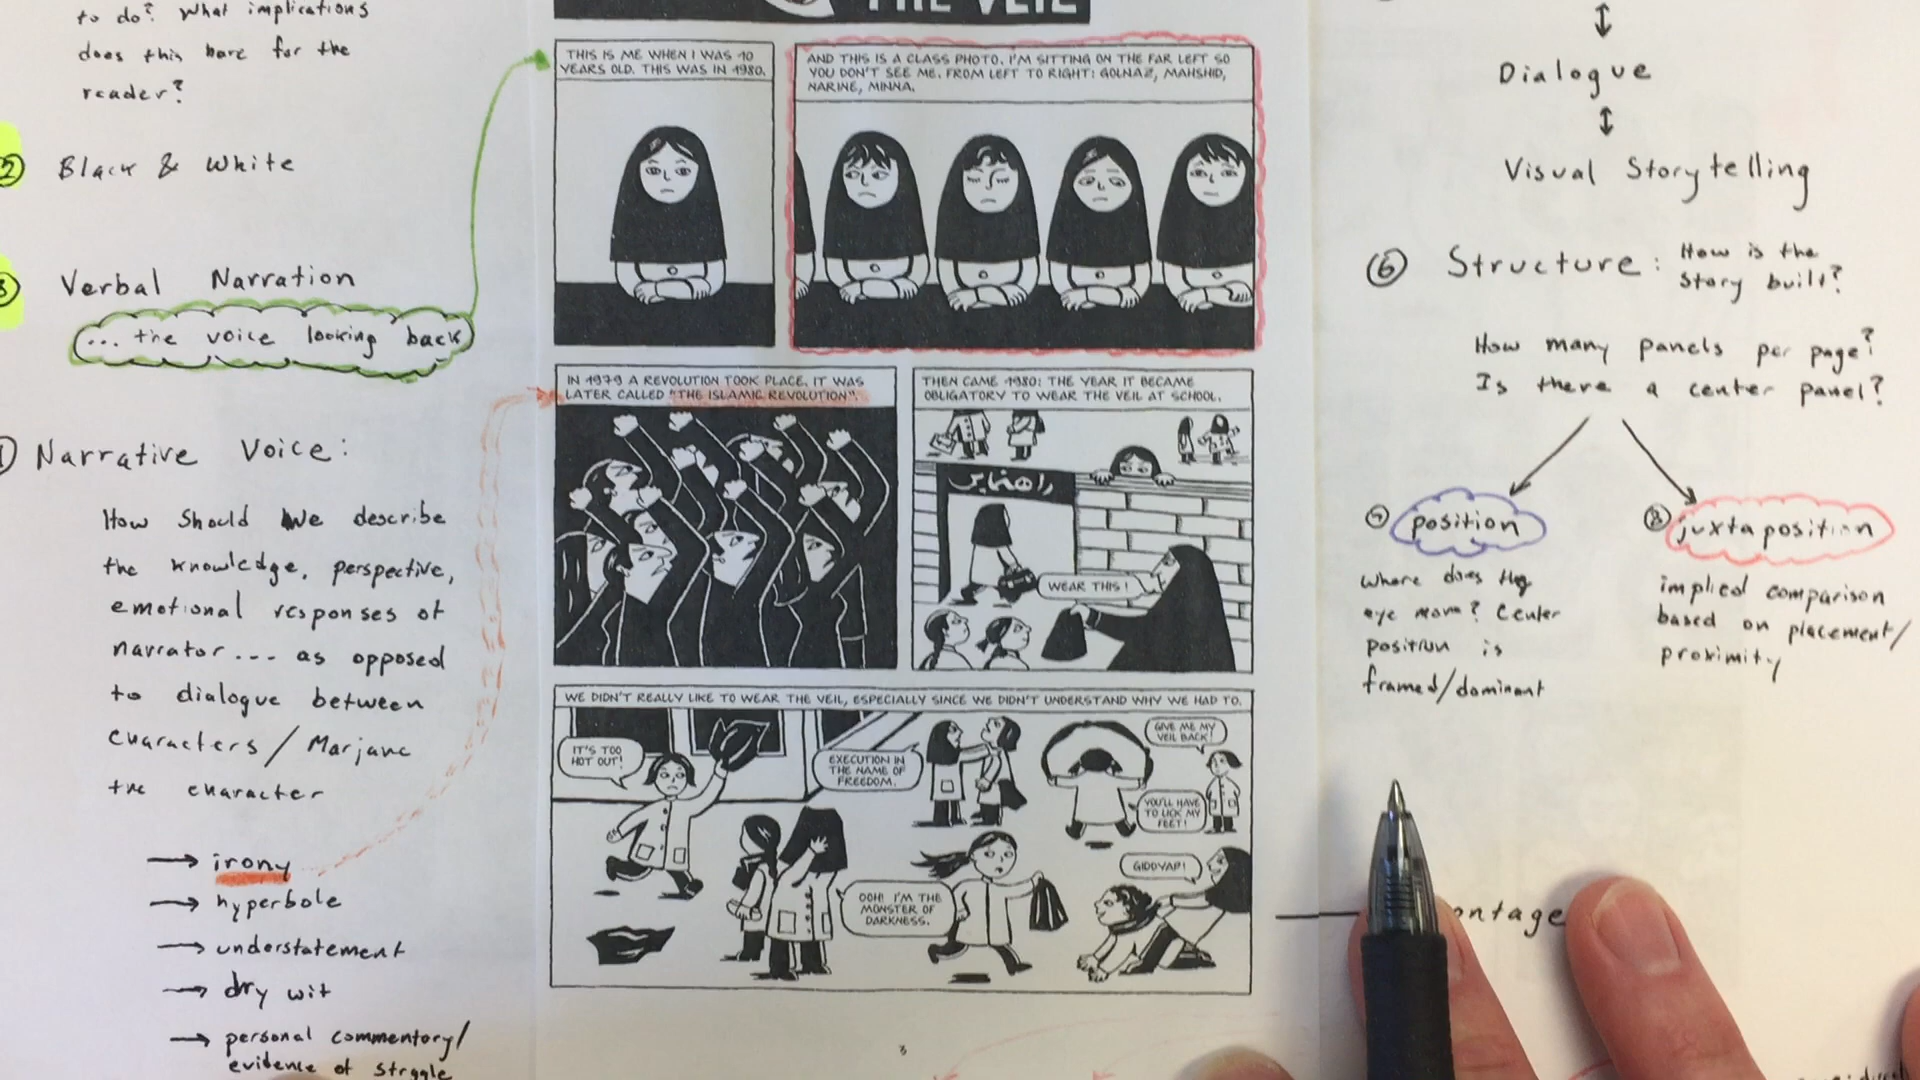 to do? What implications
does this have for the
reader?
② Black & White
Verbal Narration
... the voice looking back
Narrative Voice:
How Should We describe
the knowledge, perspective,
emotional responses of
narrator... as opposed
to dialogue between
characters/Marjane
the character
→ irony
→ hyperbole
→ understatement
→ dry wit
→ personal commentory/
evidence of strggle
THE VEIL
THIS IS ME WHEN I WAS 10
YEARS OLD. THIS WAS IN 1980.
AND THIS IS A CLASS PHOTO. I'M SITTING ON THE FAR LEFT SO
YOU DON'T SEE ME. FROM LEFT TO RIGHT: GOLNAZ, MAHSHID,
NARINE, MINNA.
IN 1979 A REVOLUTION TOOK PLACE. IT WAS
LATER CALLED "THE ISLAMIC REVOLUTION".
THEN CAME 1980: THE YEAR IT BECAME
OBLIGATORY TO WEAR THE VEIL AT SCHOOL.
WEAR THIS!
WE DIDN'T REALLY LIKE TO WEAR THE VEIL, ESPECIALLY SINCE WE DIDN'T UNDERSTAND WHY WE HAD TO.
IT'S TOO
HOT OUT!
EXECUTION IN
THE NAME OF
FREEDOM.
GIVE ME MY
VEIL BACK!
YOU'LL HAVE
TO LICK MY
FEET!
OOH! I'M THE
MONSTER OF
DARKNESS.
GIDDYAP!
3
Dialogue
Visual Storytelling
⑥ Structure: How is the
story built?
How many panels per page?
Is there a center panel?
position
where does the
eye move? Center
position is
framed/dominant
⑧ juxtaposition
implied comparison
based on placement/
proximity
ontage